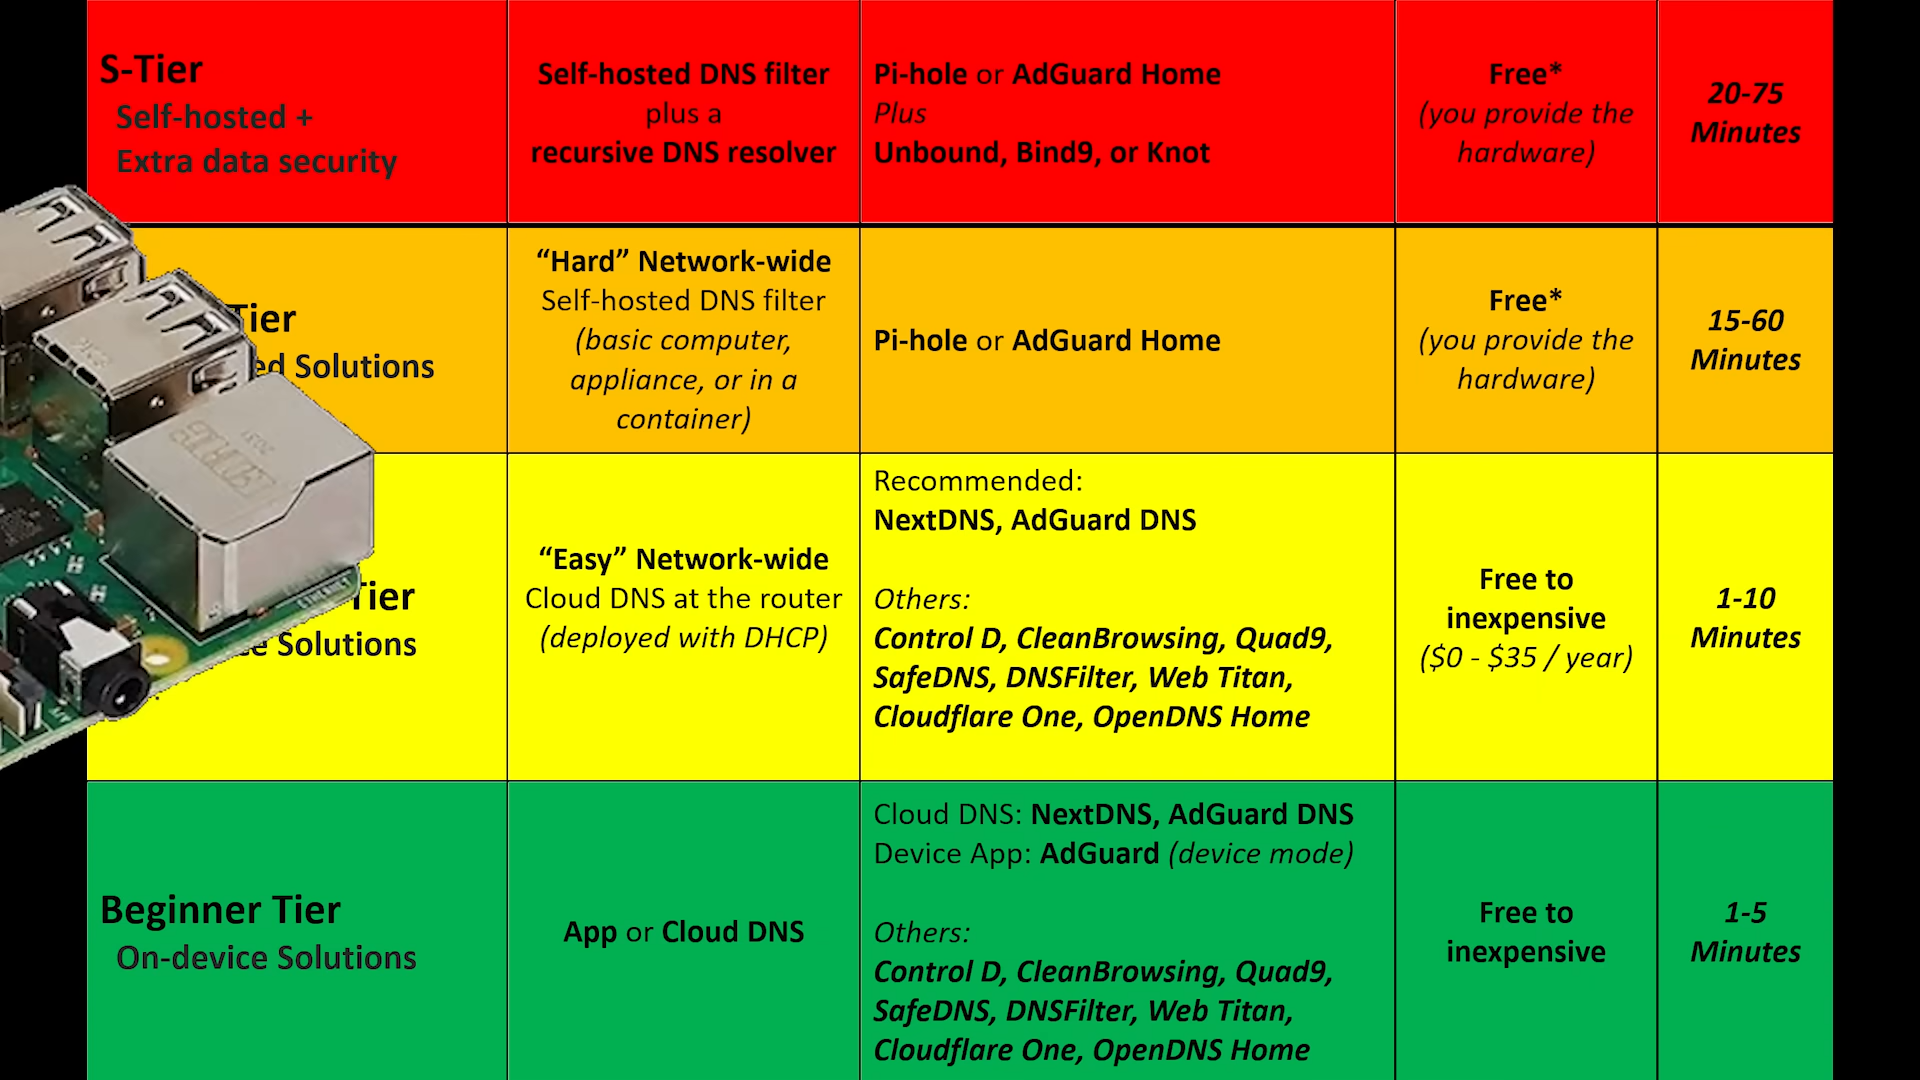 S-Tier
Self-hosted +
Extra data security
Self-hosted DNS filter
plus a
recursive DNS resolver
Pi-hole or AdGuard Home
Plus
Unbound, Bind9, or Knot
Free*
(you provide the
hardware)
20-75
Minutes
Tier
ed Solutions
“Hard” Network-wide
Self-hosted DNS filter
(basic computer,
appliance, or in a
container)
Pi-hole or AdGuard Home
Free*
(you provide the
hardware)
15-60
Minutes
Tier
Solutions
“Easy” Network-wide
Cloud DNS at the router
(deployed with DHCP)
Recommended:
NextDNS, AdGuard DNS
Others:
Control D, CleanBrowsing, Quad9,
SafeDNS, DNSFilter, Web Titan,
Cloudflare One, OpenDNS Home
Free to
inexpensive
($0 - $35 / year)
1-10
Minutes
Beginner Tier
On-device Solutions
App or Cloud DNS
Cloud DNS: NextDNS, AdGuard DNS
Device App: AdGuard (device mode)
Others:
Control D, CleanBrowsing, Quad9,
SafeDNS, DNSFilter, Web Titan,
Cloudflare One, OpenDNS Home
Free to
inexpensive
1-5
Minutes